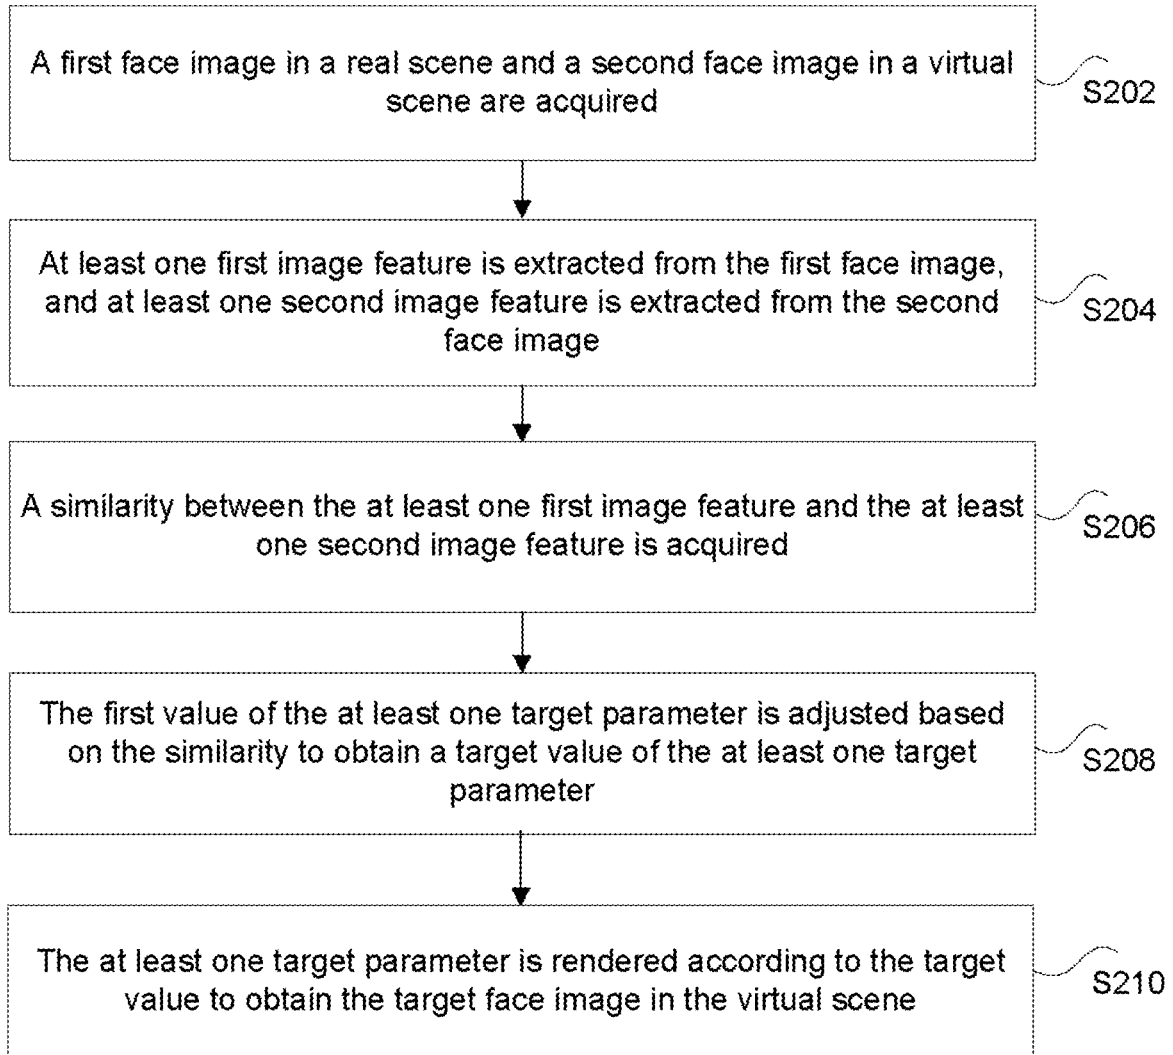 A first face image in a real scene and a second face image in a virtual
scene are acquired
S202
At least one first image feature is extracted from the first face image,
and at least one second image feature is extracted from the second
face image
S204
A similarity between the at least one first image feature and the at least
one second image feature is acquired
S206
The first value of the at least one target parameter is adjusted based
on the similarity to obtain a target value of the at least one target
parameter
S208
The at least one target parameter is rendered according to the target
value to obtain the target face image in the virtual scene
S210